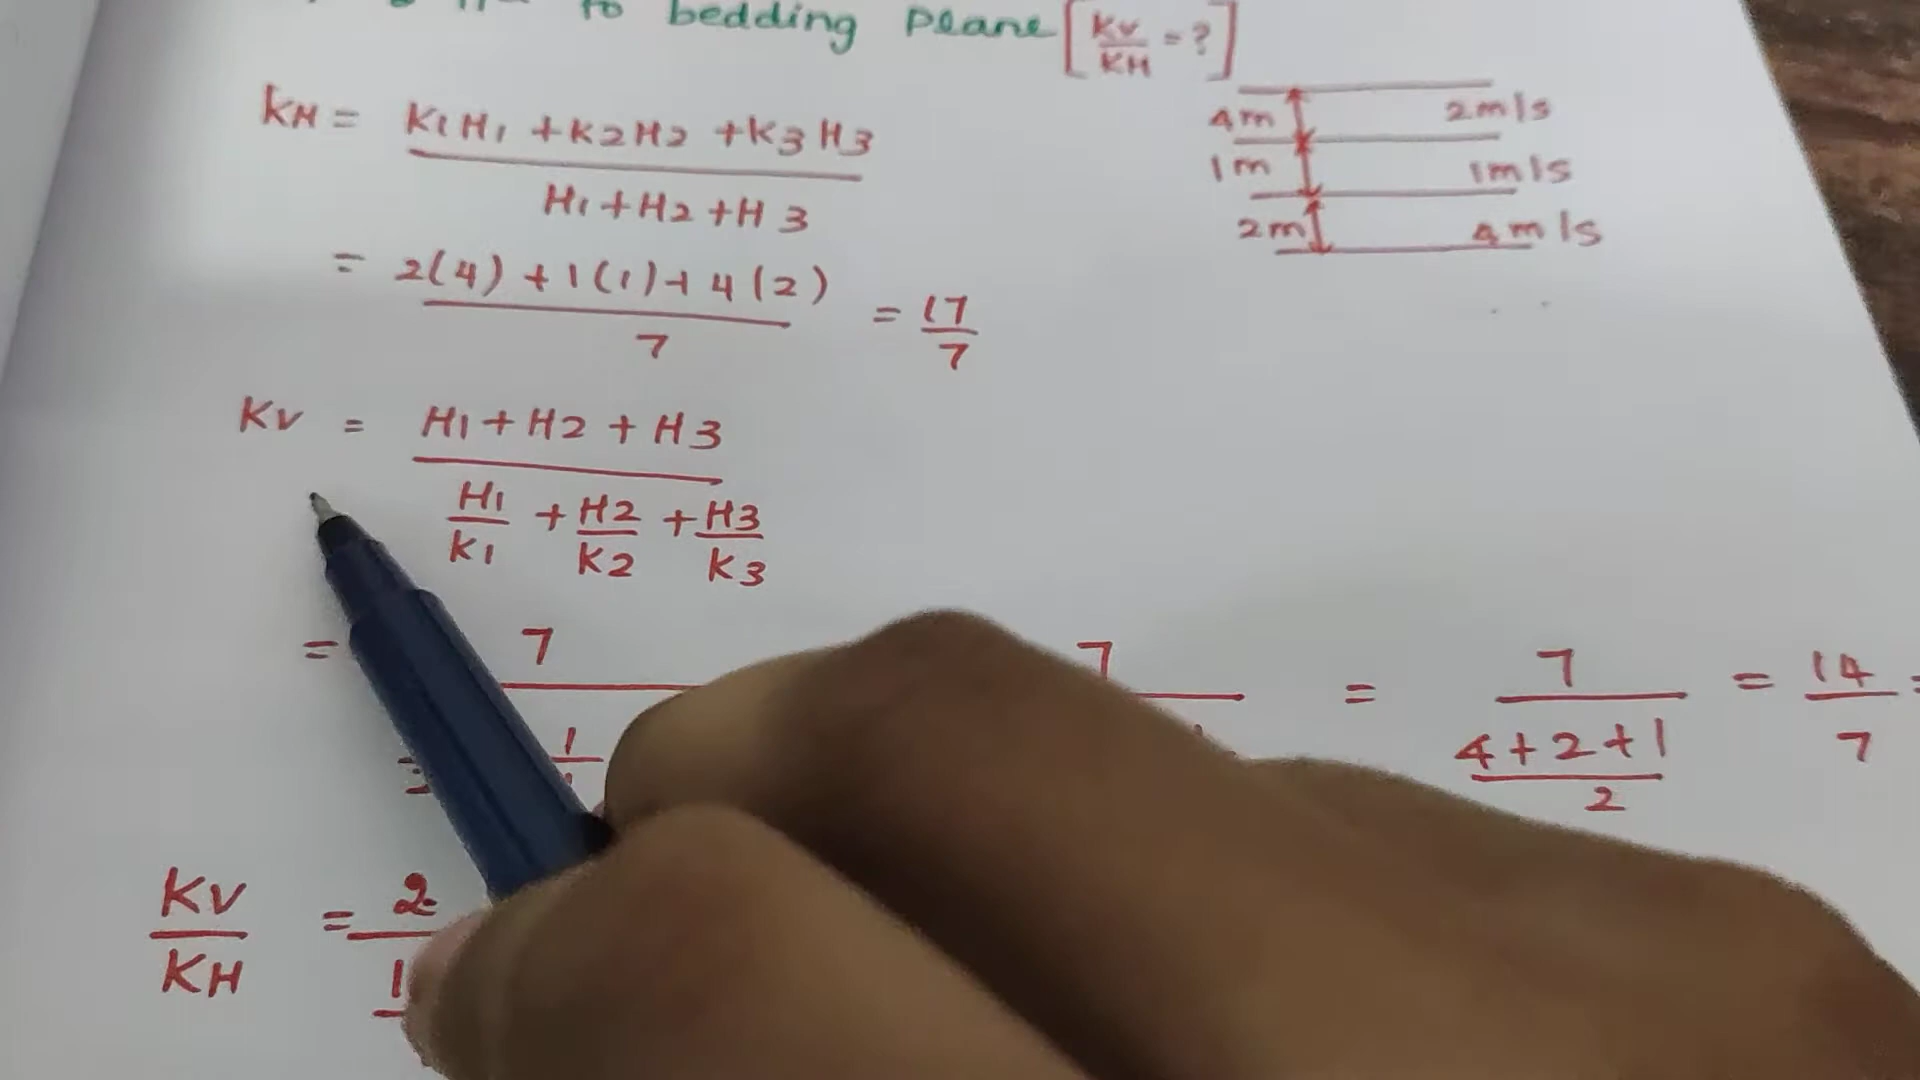 to bedding plane [KV/KH = ?]
KH = K1H1 + K2H2 + K3H3 / H1+H2+H3
= 2(4) + 1(1) + 4(2) / 7 = 17/7
4m 2m/s
1m 1m/s
2m 4m/s
KV = H1+H2+H3 / H1/K1 + H2/K2 + H3/K3
= 7 / 1 7 = 7 / 4+2+1/2 = 14/7 =
KV/KH = 2 / 1